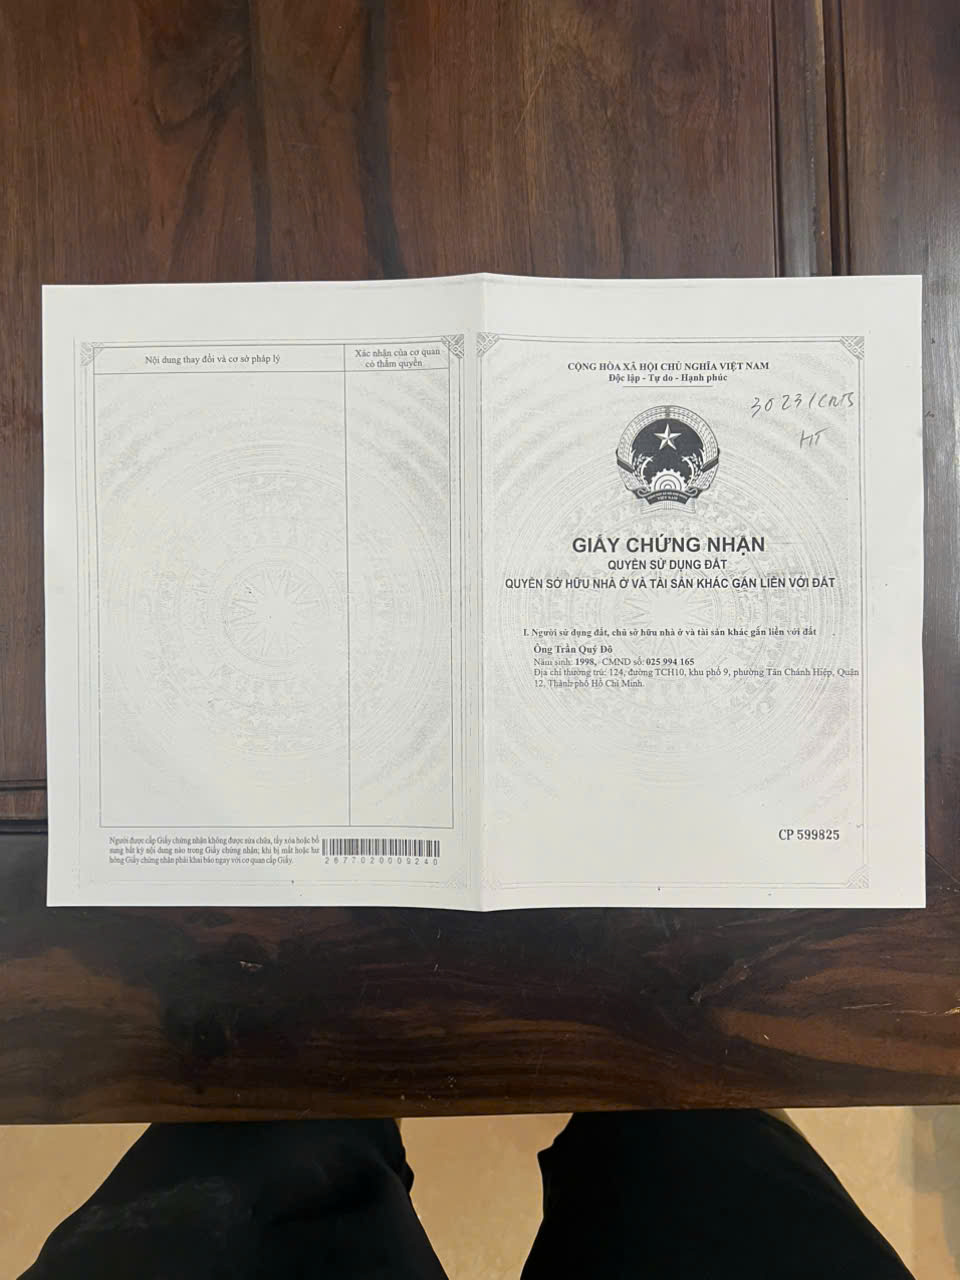 Nội dung thay đổi và cơ sở pháp lý
Xác nhận của cơ quan
có thẩm quyền
Người được cấp Giấy chứng nhận không được sửa chữa, tẩy xóa hoặc bổ
sung bất kỳ nội dung nào trong Giấy chứng nhận; khi bị mất hoặc hư
hỏng Giấy chứng nhận phải khai báo ngay với cơ quan cấp Giấy.
2677020009240
CỘNG HÒA XÃ HỘI CHỦ NGHĨA VIỆT NAM
Độc lập - Tự do - Hạnh phúc
3023/CNTS
HT
VIỆT NAM
GIẤY CHỨNG NHẬN
QUYỀN SỬ DỤNG ĐẤT
QUYỀN SỞ HỮU NHÀ Ở VÀ TÀI SẢN KHÁC GẮN LIỀN VỚI ĐẤT
I. Người sử dụng đất, chủ sở hữu nhà ở và tài sản khác gắn liền với đất
Ông Trần Quý Đô
Năm sinh: 1998, CMND số: 025 994 165
Địa chỉ thường trú: 124, đường TCH10, khu phố 9, phường Tân Chánh Hiệp, Quận
12, Thành phố Hồ Chí Minh.
CP 599825